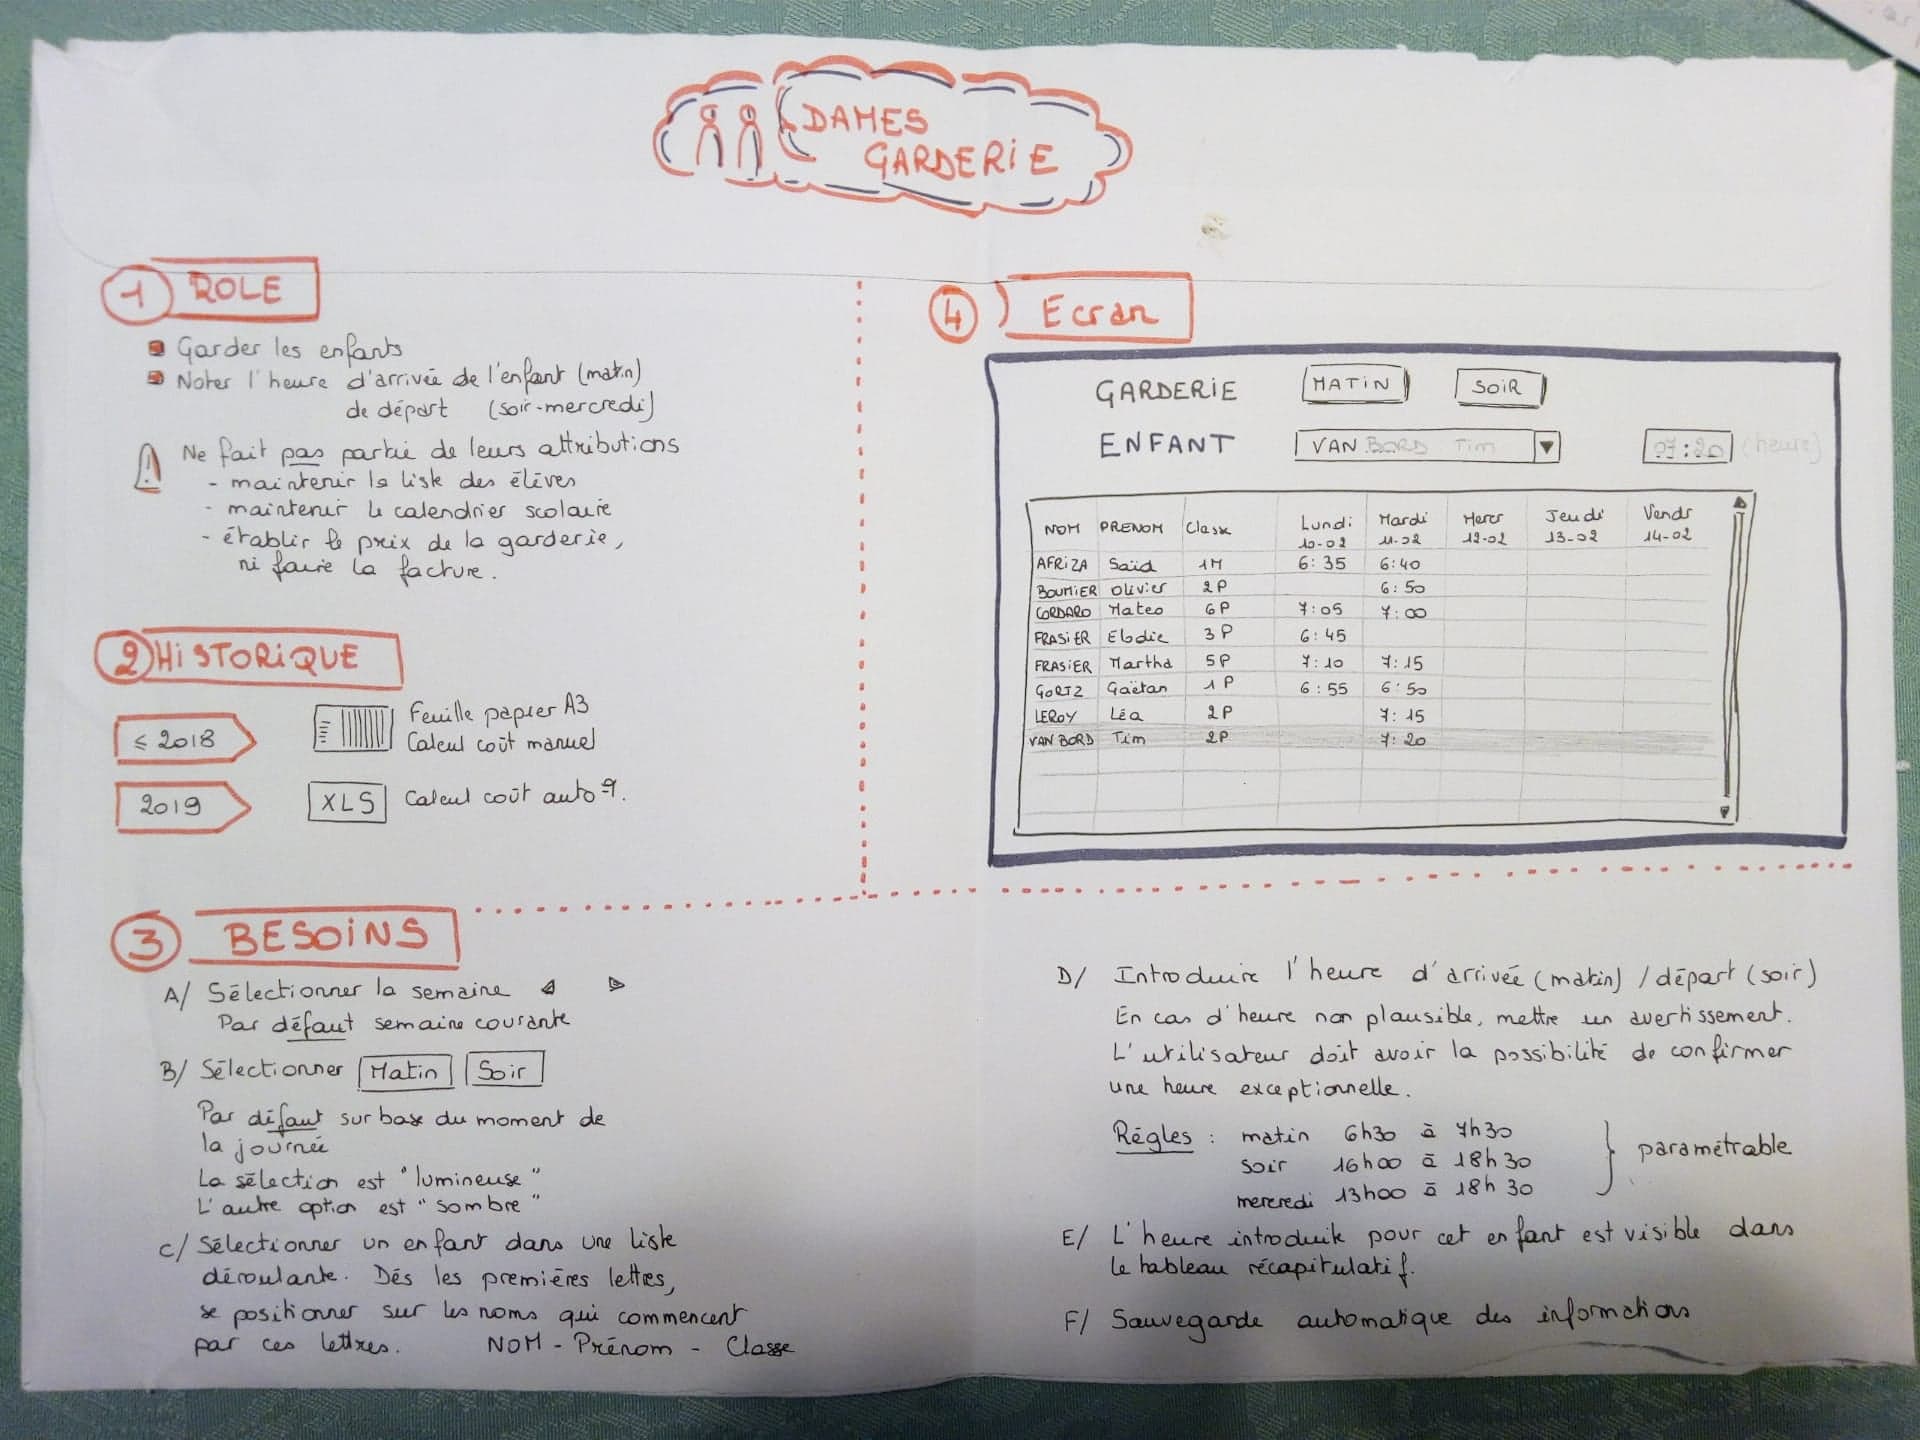 DAMES
GARDERIE
1 ROLE
Garder les enfants
Noter l'heure d'arrivée de l'enfant (matin)
de départ (soir-mercredi)
Ne fait pas partie de leurs attributions
- maintenir la liste des élèves
- maintenir le calendrier scolaire
- établir le prix de la garderie,
ni faire la facture.
2 HISTORIQUE
≤ 2018
Feuille papier A3
Calcul coût manuel
2019
XLS
Calcul coût auto q.
4 Ecran
GARDERIE MATIN SOIR
ENFANT VAN BORD Tim 07:20 (heure)
NOM PRENOM Classe Lundi Mardi Mercr Jeudi Vendr
10-02 11-02 12-02 13-02 14-02
AFRIZA Saïd 1M 6:35 6:40
BOUMIER Olivier 2P 6:50
CORDARO Mateo 6P 7:05 7:00
FRASIER Elodie 3P 6:45
FRASIER Martha 5P 7:10 7:15
GORTZ Gaëtan 1P 6:55 6:50
LEROY Léa 2P 7:15
VAN BORD Tim 2P 7:20
3 BESOINS
A/ Sélectionner la semaine
Par défaut semaine courante
B/ Sélectionner Matin Soir
Par défaut sur base du moment de
la journée
La sélection est "lumineuse"
L'autre option est "sombre"
C/ Sélectionner un enfant dans une liste
déroulante. Dès les premières lettres,
se positionner sur les noms qui commencent
par ces lettres. NOM - Prénom - Classe
D/ Introduire l'heure d'arrivée (matin) / départ (soir)
En cas d'heure non plausible, mettre un avertissement.
L'utilisateur doit avoir la possibilité de confirmer
une heure exceptionnelle.
Règles : matin 6h30 à 7h30
soir 16h00 à 18h30
mercredi 13h00 à 18h30
paramétrable
E/ L'heure introduite pour cet enfant est visible dans
le tableau récapitulatif.
F/ Sauvegarde automatique des informations